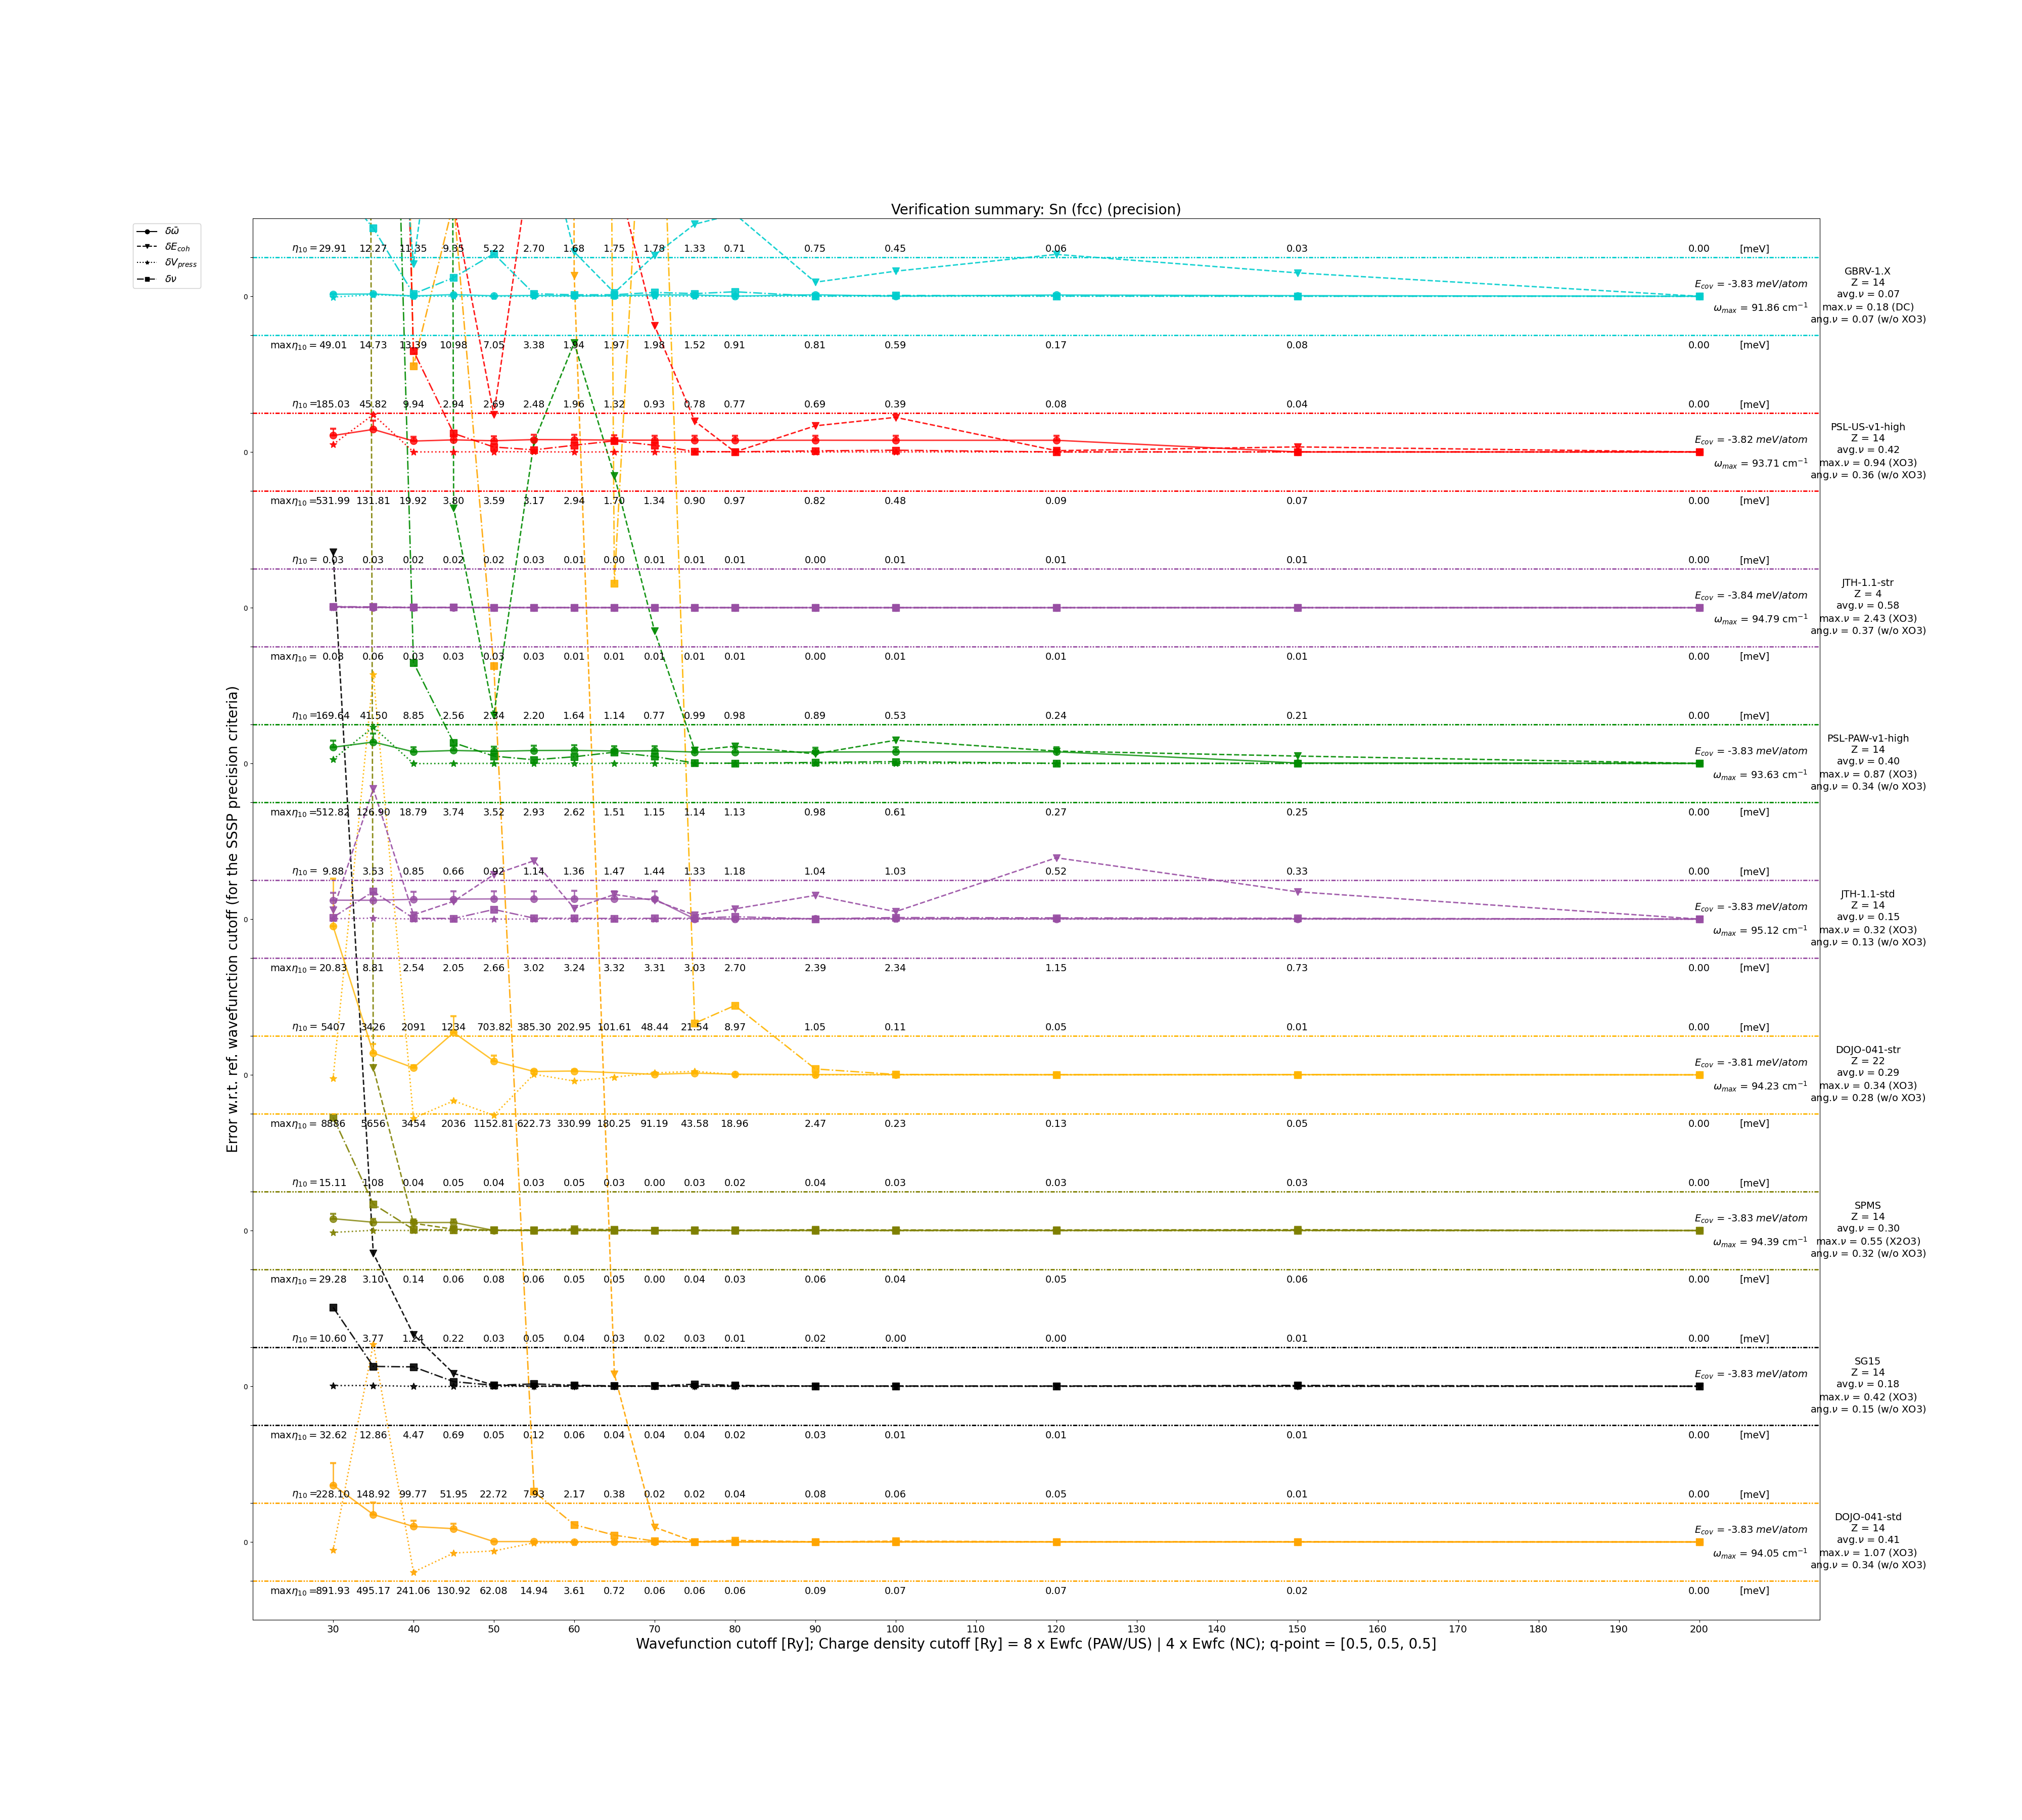 Verification summary: Sn (fcc) (precision)
δω̄
δE_coh
δV_press
δν
Error w.r.t. ref. wavefunction cutoff (for the SSSP precision criteria)
η₁₀ = 29.91 12.27 11.35 9.35 5.22 2.70 1.68 1.75 1.78 1.33 0.71 0.75 0.45 0.06 0.03 0.00 [meV]
0
E_cov = -3.83 meV/atom
ω_max = 91.86 cm⁻¹
maxη₁₀ = 49.01 14.73 13.39 10.98 7.05 3.38 1.94 1.97 1.98 1.52 0.91 0.81 0.59 0.17 0.08 0.00 [meV]
GBRV-1.X
Z = 14
avg.ν = 0.07
max.ν = 0.18 (DC)
ang.ν = 0.07 (w/o XO3)
η₁₀ = 185.03 45.82 9.94 2.94 2.69 2.48 1.96 1.32 0.93 0.78 0.77 0.69 0.39 0.08 0.04 0.00 [meV]
0
E_cov = -3.82 meV/atom
ω_max = 93.71 cm⁻¹
maxη₁₀ = 531.99 131.81 19.92 3.80 3.59 3.17 2.94 1.70 1.34 0.90 0.97 0.82 0.48 0.09 0.07 0.00 [meV]
PSL-US-v1-high
Z = 14
avg.ν = 0.42
max.ν = 0.94 (XO3)
ang.ν = 0.36 (w/o XO3)
η₁₀ = 0.03 0.03 0.02 0.02 0.02 0.03 0.01 0.00 0.01 0.01 0.01 0.00 0.01 0.01 0.01 0.00 [meV]
0
E_cov = -3.84 meV/atom
ω_max = 94.79 cm⁻¹
maxη₁₀ = 0.03 0.06 0.03 0.03 0.03 0.03 0.01 0.01 0.01 0.01 0.01 0.00 0.01 0.01 0.01 0.00 [meV]
JTH-1.1-str
Z = 4
avg.ν = 0.58
max.ν = 2.43 (XO3)
ang.ν = 0.37 (w/o XO3)
η₁₀ = 169.64 41.50 8.85 2.56 2.34 2.20 1.64 1.14 0.77 0.99 0.98 0.89 0.53 0.24 0.21 0.00 [meV]
0
E_cov = -3.83 meV/atom
ω_max = 93.63 cm⁻¹
maxη₁₀ = 512.82 126.90 18.79 3.74 3.52 2.93 2.62 1.51 1.15 1.14 1.13 0.98 0.61 0.27 0.25 0.00 [meV]
PSL-PAW-v1-high
Z = 14
avg.ν = 0.40
max.ν = 0.87 (XO3)
ang.ν = 0.34 (w/o XO3)
η₁₀ = 9.88 3.53 0.85 0.66 0.92 1.14 1.36 1.47 1.44 1.33 1.18 1.04 1.03 0.52 0.33 0.00 [meV]
0
E_cov = -3.83 meV/atom
ω_max = 95.12 cm⁻¹
maxη₁₀ = 20.83 8.81 2.54 2.05 2.66 3.02 3.24 3.32 3.31 3.03 2.70 2.39 2.34 1.15 0.73 0.00 [meV]
JTH-1.1-std
Z = 14
avg.ν = 0.15
max.ν = 0.32 (XO3)
ang.ν = 0.13 (w/o XO3)
η₁₀ = 5407 3426 2091 1234 703.82 385.30 202.95 101.61 48.44 21.54 8.97 1.05 0.11 0.05 0.01 0.00 [meV]
0
E_cov = -3.81 meV/atom
ω_max = 94.23 cm⁻¹
maxη₁₀ = 8886 5656 3454 2036 1152.81 622.73 330.99 180.25 91.19 43.58 18.96 2.47 0.23 0.13 0.05 0.00 [meV]
DOJO-041-str
Z = 22
avg.ν = 0.29
max.ν = 0.34 (XO3)
ang.ν = 0.28 (w/o XO3)
η₁₀ = 15.11 1.08 0.04 0.05 0.04 0.03 0.05 0.03 0.00 0.03 0.02 0.04 0.03 0.03 0.03 0.00 [meV]
0
E_cov = -3.83 meV/atom
ω_max = 94.39 cm⁻¹
maxη₁₀ = 29.28 3.10 0.14 0.06 0.08 0.06 0.05 0.05 0.00 0.04 0.03 0.06 0.04 0.05 0.06 0.00 [meV]
SPMS
Z = 14
avg.ν = 0.30
max.ν = 0.55 (X2O3)
ang.ν = 0.32 (w/o XO3)
η₁₀ = 10.60 3.77 1.24 0.22 0.03 0.05 0.04 0.03 0.02 0.03 0.01 0.02 0.00 0.00 0.01 0.00 [meV]
0
E_cov = -3.83 meV/atom
maxη₁₀ = 32.62 12.86 4.47 0.69 0.05 0.12 0.06 0.04 0.04 0.04 0.02 0.03 0.01 0.01 0.01 0.00 [meV]
SG15
Z = 14
avg.ν = 0.18
max.ν = 0.42 (XO3)
ang.ν = 0.15 (w/o XO3)
η₁₀ = 228.10 148.92 99.77 51.95 22.72 7.93 2.17 0.38 0.02 0.02 0.04 0.08 0.06 0.05 0.01 0.00 [meV]
0
E_cov = -3.83 meV/atom
ω_max = 94.05 cm⁻¹
maxη₁₀ = 891.93 495.17 241.06 130.92 62.08 14.94 3.61 0.72 0.06 0.06 0.06 0.09 0.07 0.07 0.02 0.00 [meV]
DOJO-041-std
Z = 14
avg.ν = 0.41
max.ν = 1.07 (XO3)
ang.ν = 0.34 (w/o XO3)
30 40 50 60 70 80 90 100 110 120 130 140 150 160 170 180 190 200
Wavefunction cutoff [Ry]; Charge density cutoff [Ry] = 8 x Ewfc (PAW/US) | 4 x Ewfc (NC); q-point = [0.5, 0.5, 0.5]